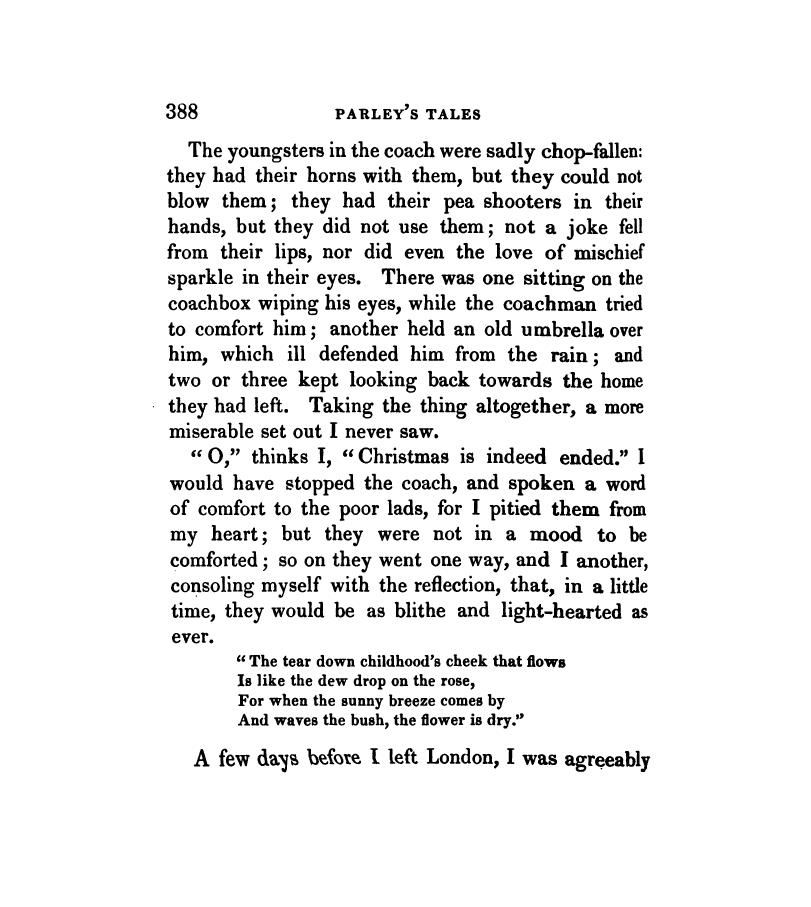 388 PARLEY'S TALES
The youngsters in the coach were sadly chop-fallen:
they had their horns with them, but they could not
blow them; they had their pea shooters in their
hands, but they did not use them; not a joke fell
from their lips, nor did even the love of mischief
sparkle in their eyes. There was one sitting on the
coachbox wiping his eyes, while the coachman tried
to comfort him; another held an old umbrella over
him, which ill defended him from the rain; and
two or three kept looking back towards the home
they had left. Taking the thing altogether, a more
miserable set out I never saw.
"O," thinks I, "Christmas is indeed ended." I
would have stopped the coach, and spoken a word
of comfort to the poor lads, for I pitied them from
my heart; but they were not in a mood to be
comforted; so on they went one way, and I another,
consoling myself with the reflection, that, in a little
time, they would be as blithe and light-hearted as
ever.
"The tear down childhood's cheek that flows
Is like the dew drop on the rose,
For when the sunny breeze comes by
And waves the bush, the flower is dry."
A few days before I left London, I was agreeably